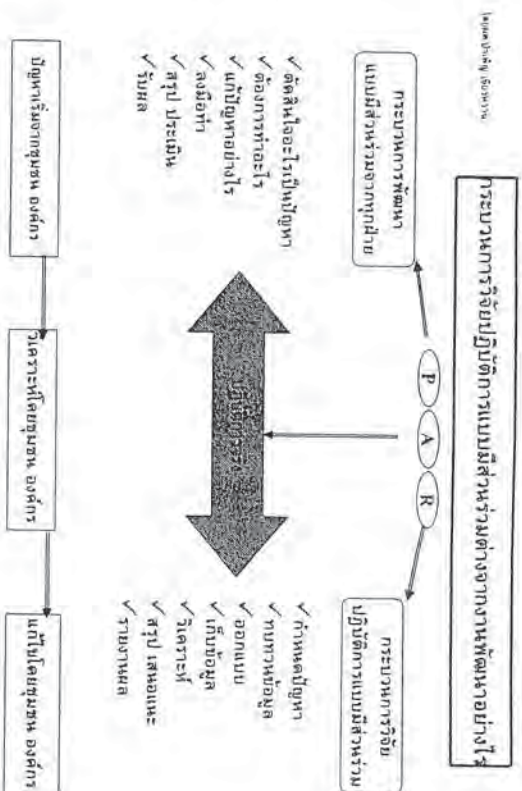 กระบวนการวิจัยปฏิบัติการแบบมีส่วนร่วมต่างจากงานพัฒนาอย่างไร
P A R
กระบวนการพัฒนา
แบบมีส่วนร่วมจากทุกฝ่าย
✓ ตัดสินใจอะไรเป็นปัญหา
✓ ต้องการทำอะไร
✓ แก้ปัญหาอย่างไร
✓ ลงมือทำ
✓ สรุป ประเมิน
✓ รับผล
ปฏิบัติการจริง
กระบวนการวิจัย
ปฏิบัติการแบบมีส่วนร่วม
✓ กำหนดปัญหา
✓ ทบทวนข้อมูล
✓ ออกแบบ
✓ เก็บข้อมูล
✓ วิเคราะห์
✓ สรุป เสนอแนะ
✓ รายงานผล
ปัญหาเริ่มจากชุมชน องค์กร
วิเคราะห์โดยชุมชน องค์กร
แก้ไขโดยชุมชน องค์กร